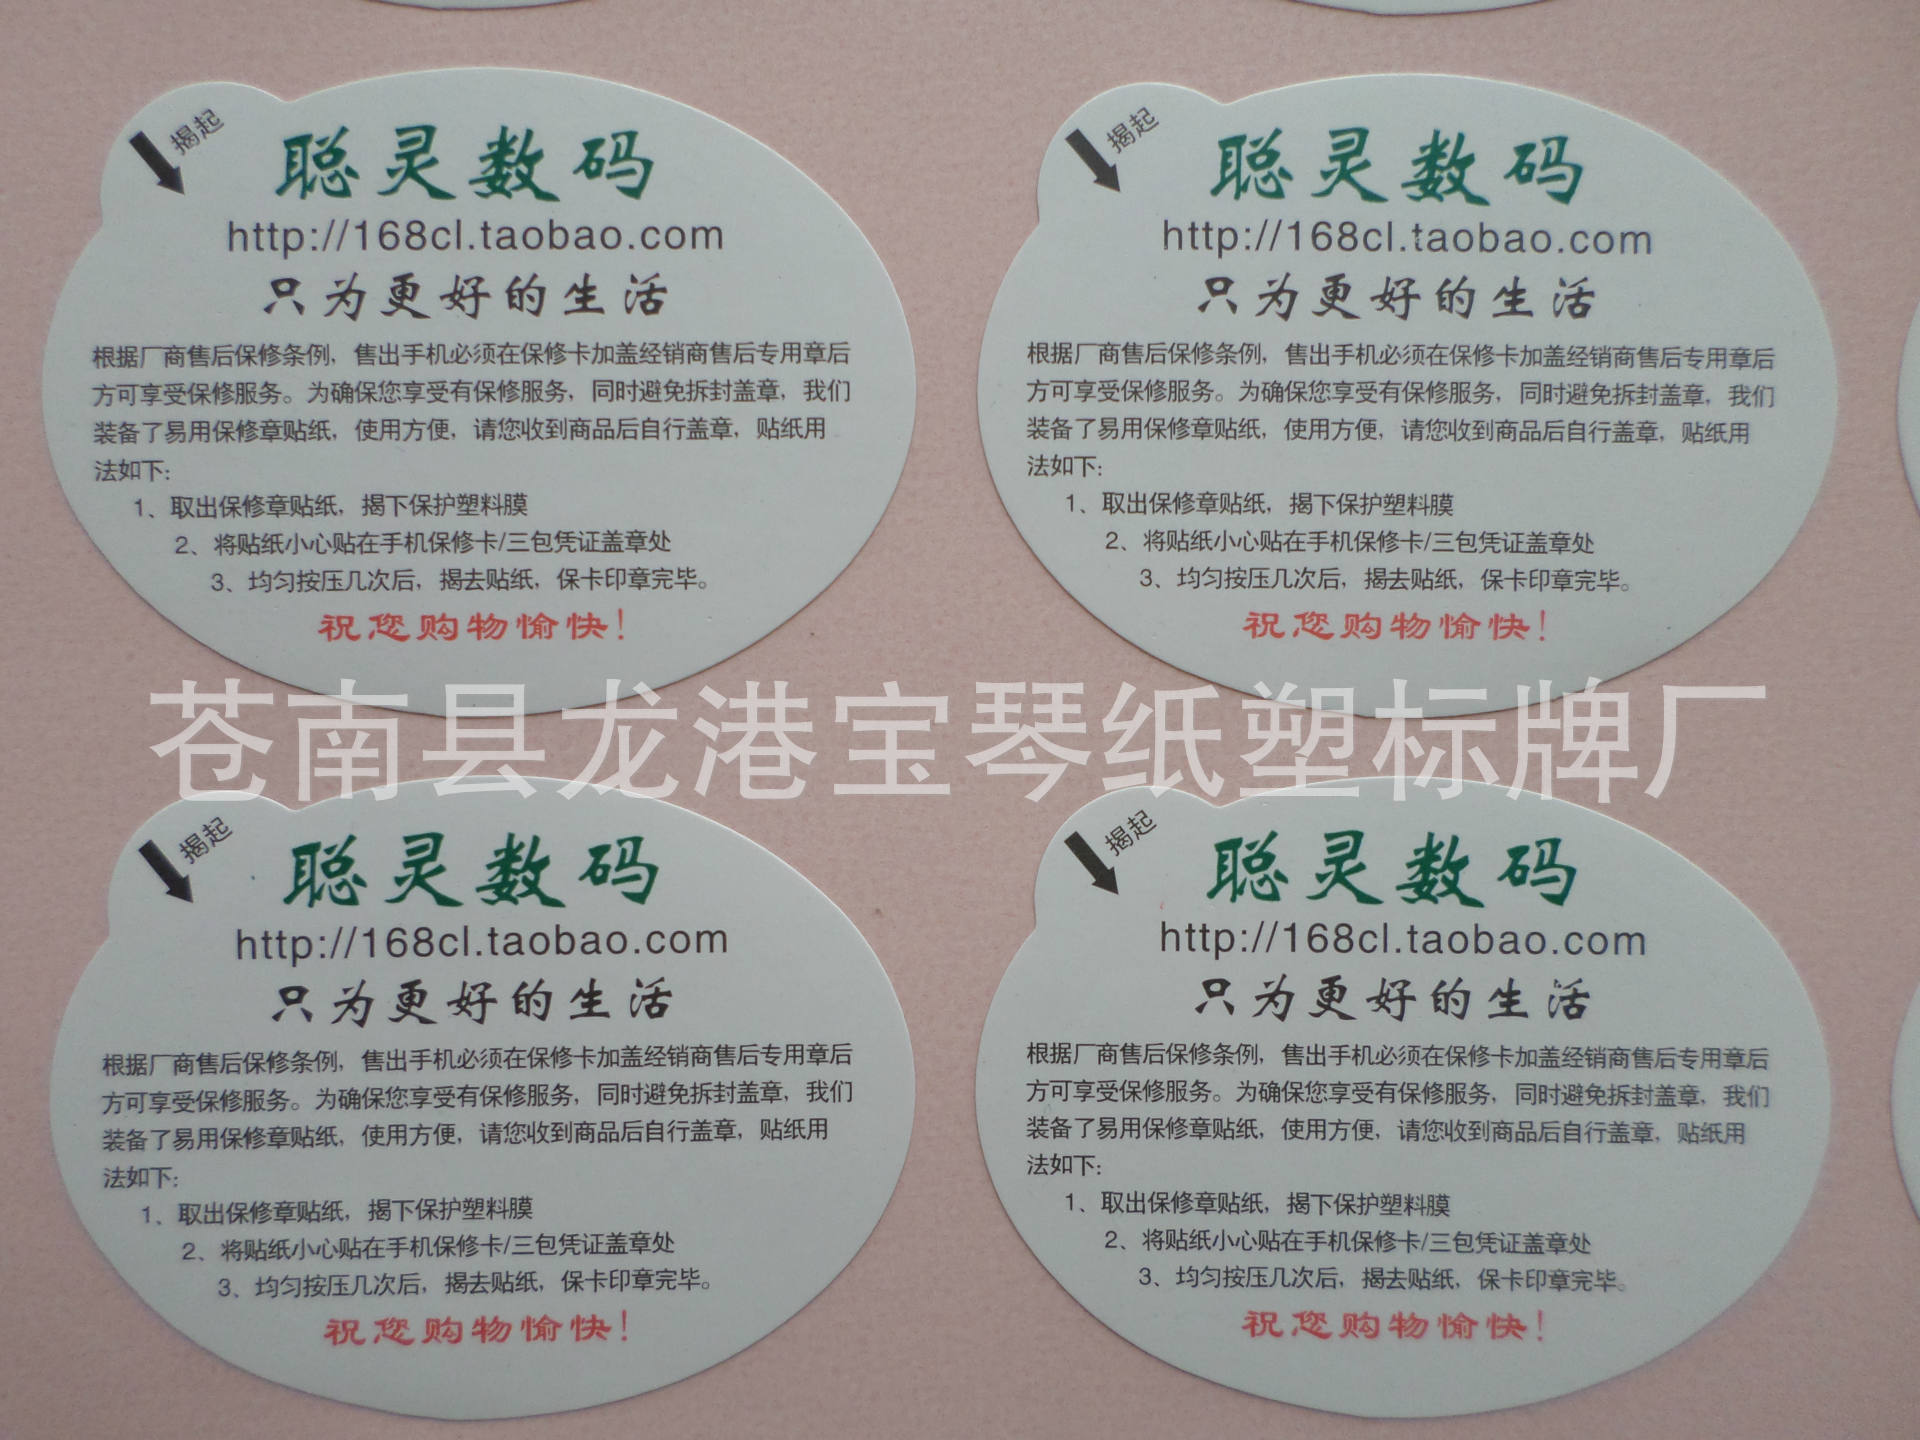 揭起
聪灵数码
http://168cl.taobao.com
只为更好的生活
根据厂商售后保修条例，售出手机必须在保修卡加盖经销商售后专用章后
方可享受保修服务。为确保您享受有保修服务，同时避免拆封盖章，我们
装备了易用保修章贴纸，使用方便，请您收到商品后自行盖章，贴纸用
法如下：
1、取出保修章贴纸，揭下保护塑料膜
2、将贴纸小心贴在手机保修卡/三包凭证盖章处
3、均匀按压几次后，揭去贴纸，保卡印章完毕。
祝您购物愉快！
揭起
聪灵数码
http://168cl.taobao.com
只为更好的生活
根据厂商售后保修条例，售出手机必须在保修卡加盖经销商售后专用章后
方可享受保修服务。为确保您享受有保修服务，同时避免拆封盖章，我们
装备了易用保修章贴纸，使用方便，请您收到商品后自行盖章，贴纸用
法如下：
1、取出保修章贴纸，揭下保护塑料膜
2、将贴纸小心贴在手机保修卡/三包凭证盖章处
3、均匀按压几次后，揭去贴纸，保卡印章完毕。
祝您购物愉快！
苍南县龙港宝琴纸塑标牌厂
揭起
聪灵数码
http://168cl.taobao.com
只为更好的生活
根据厂商售后保修条例，售出手机必须在保修卡加盖经销商售后专用章后
方可享受保修服务。为确保您享受有保修服务，同时避免拆封盖章，我们
装备了易用保修章贴纸，使用方便，请您收到商品后自行盖章，贴纸用
法如下：
1、取出保修章贴纸，揭下保护塑料膜
2、将贴纸小心贴在手机保修卡/三包凭证盖章处
3、均匀按压几次后，揭去贴纸，保卡印章完毕。
祝您购物愉快！
揭起
聪灵数码
http://168cl.taobao.com
只为更好的生活
根据厂商售后保修条例，售出手机必须在保修卡加盖经销商售后专用章后
方可享受保修服务。为确保您享受有保修服务，同时避免拆封盖章，我们
装备了易用保修章贴纸，使用方便，请您收到商品后自行盖章，贴纸用
法如下：
1、取出保修章贴纸，揭下保护塑料膜
2、将贴纸小心贴在手机保修卡/三包凭证盖章处
3、均匀按压几次后，揭去贴纸，保卡印章完毕。
祝您购物愉快！